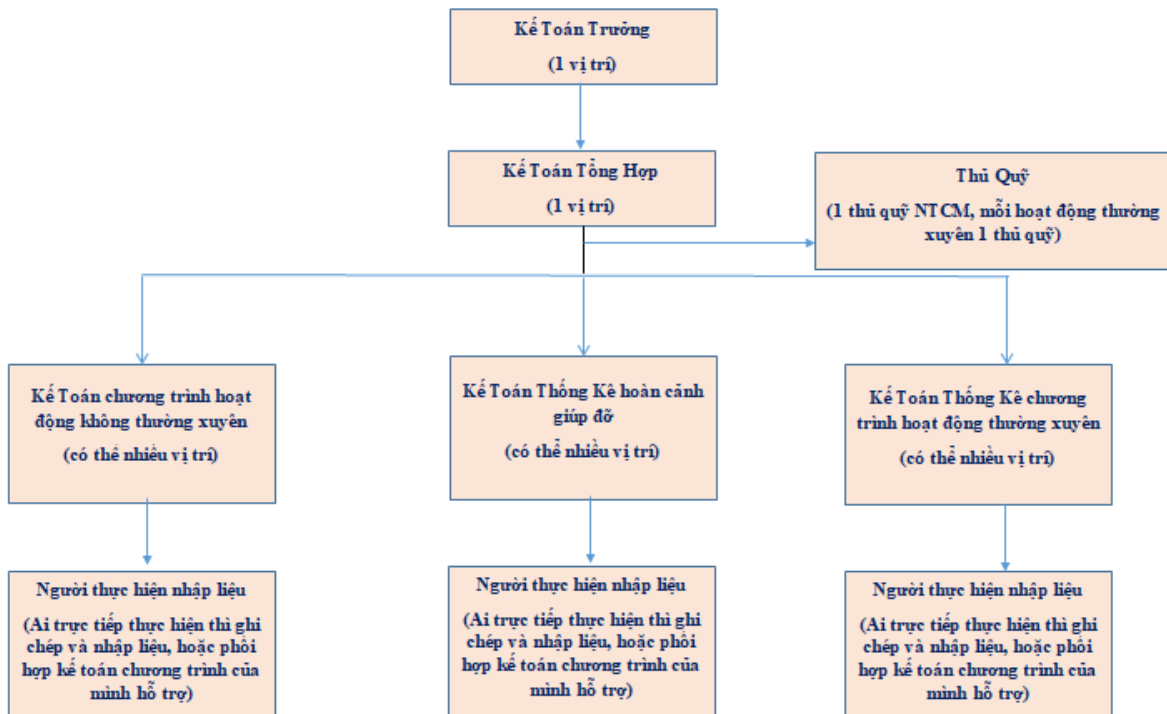 Kế Toán Trưởng
(1 vị trí)
Kế Toán Tổng Hợp
(1 vị trí)
Thủ Quỹ
(1 thủ quỹ NTCM, mỗi hoạt động thường
xuyên 1 thủ quỹ)
Kế Toán chương trình hoạt
động không thường xuyên
(có thể nhiều vị trí)
Kế Toán Thống Kê hoàn cảnh
giúp đỡ
(có thể nhiều vị trí)
Kế Toán Thống Kê chương
trình hoạt động thường xuyên
(có thể nhiều vị trí)
Người thực hiện nhập liệu
(Ai trực tiếp thực hiện thì ghi
chép và nhập liệu, hoặc phối
hợp kế toán chương trình của
mình hỗ trợ)
Người thực hiện nhập liệu
(Ai trực tiếp thực hiện thì ghi
chép và nhập liệu, hoặc phối
hợp kế toán chương trình của
mình hỗ trợ)
Người thực hiện nhập liệu
(Ai trực tiếp thực hiện thì ghi
chép và nhập liệu, hoặc phối
hợp kế toán chương trình của
mình hỗ trợ)